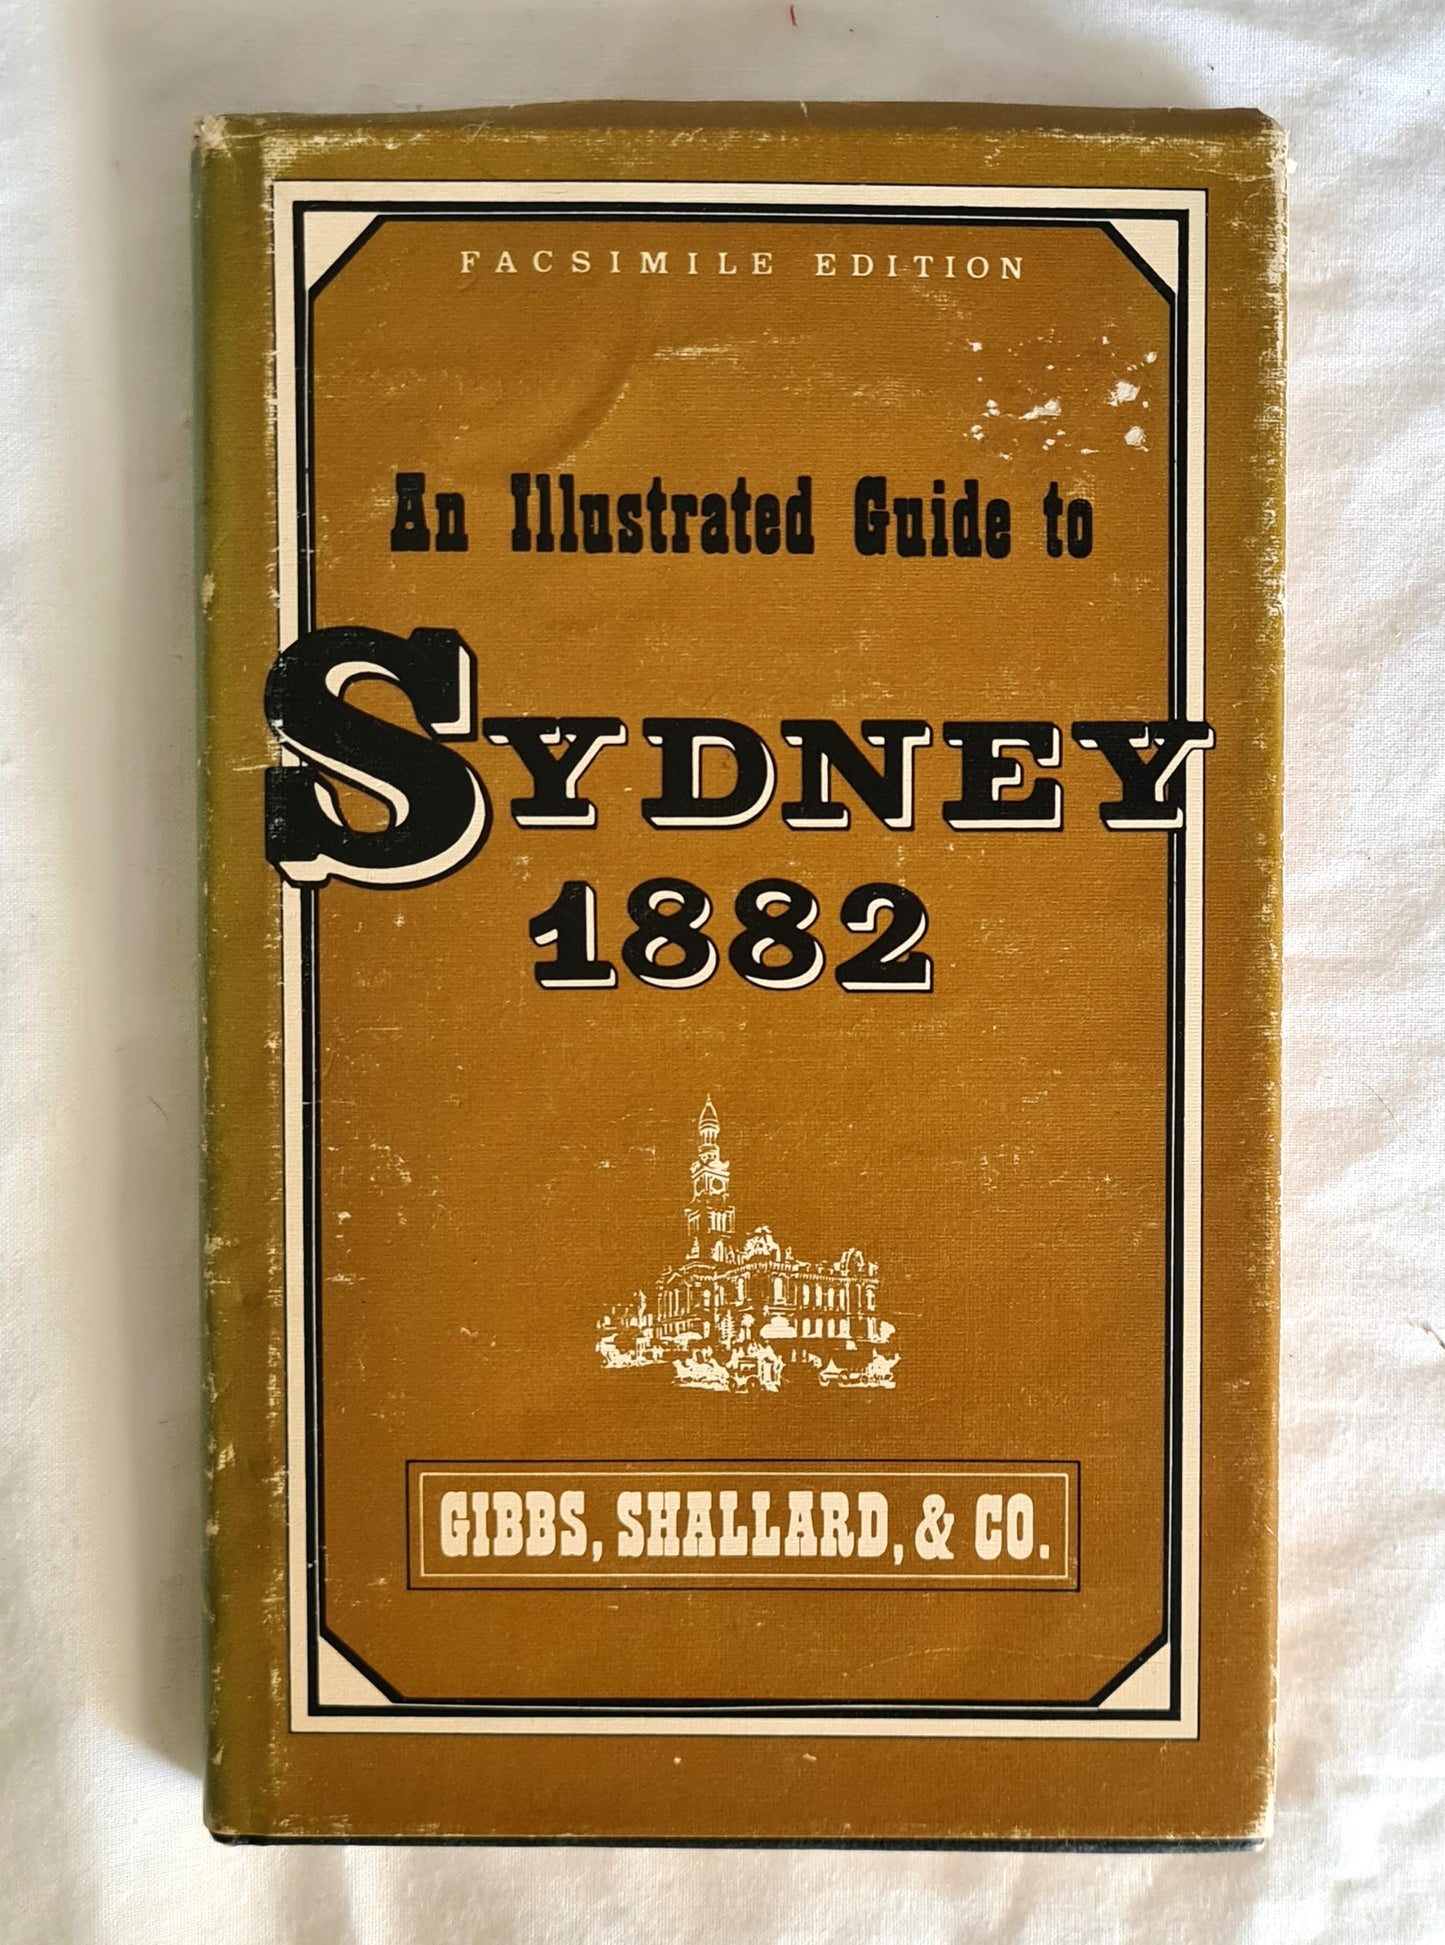 FACSIMILE EDITION
An Illustrated Guide to
SYDNEY
1882
GIBBS, SHALLARD, & CO.